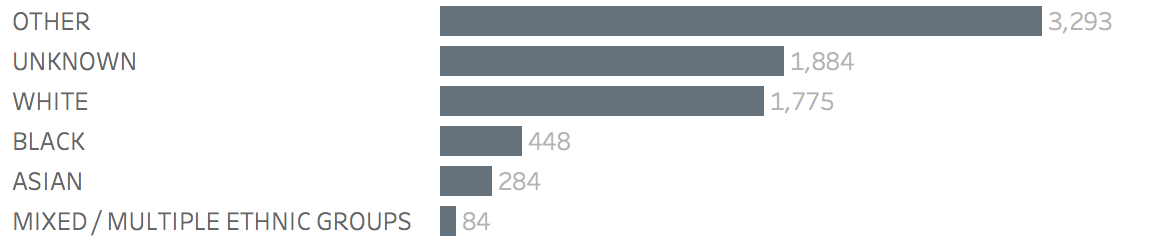 OTHER 3,293
UNKNOWN 1,884
WHITE 1,775
BLACK 448
ASIAN 284
MIXED / MULTIPLE ETHNIC GROUPS 84